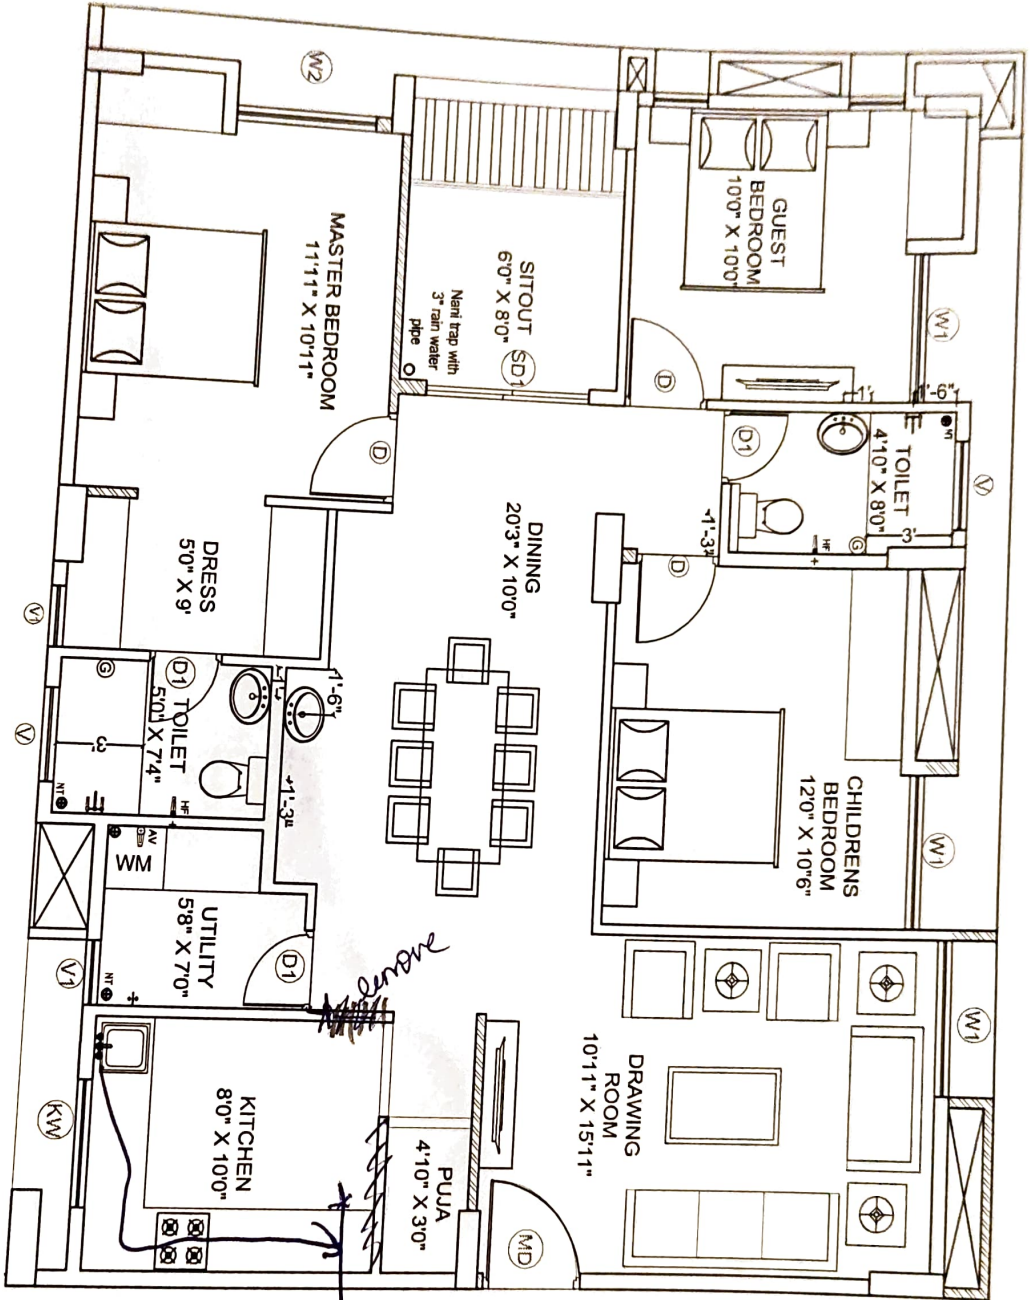 W2
MASTER BEDROOM
11'11" X 10'11"
SITOUT
6'0" X 8'0"
SD1
Nani trap with
3" rain water
pipe
GUEST
BEDROOM
10'0" X 10'0"
W1
D
D
1'
1'-6"
D1
TOILET
4'10" X 8'0"
NT
V
3'
HF
G
1'-3"
D
DINING
20'3" X 10'0"
DRESS
5'0" X 9'
V1
D1
TOILET
5'0" X 7'4"
G
3'
NT
HF
V
1'
1'-6"
1'-3"
CHILDRENS
BEDROOM
12'0" X 10'6"
W1
AV
WM
UTILITY
5'8" X 7'0"
D1
NT
V1
Remove
DRAWING
ROOM
10'11" X 15'11"
W1
KITCHEN
8'0" X 10'0"
KW
PUJA
4'10" X 3'0"
MD